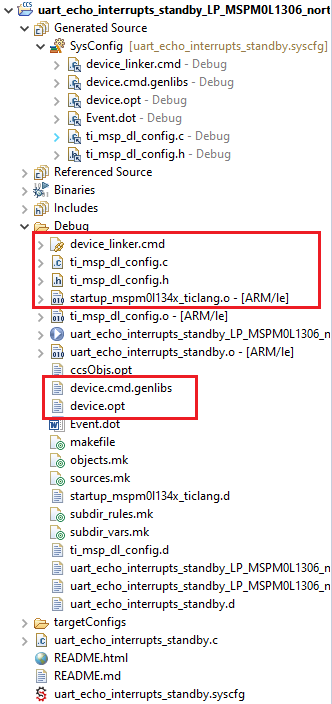 uart_echo_interrupts_standby_LP_MSPM0L1306_nort
Generated Source
SysConfig [uart_echo_interrupts_standby.syscfg]
device_linker.cmd - Debug
device.cmd.genlibs - Debug
device.opt - Debug
Event.dot - Debug
ti_msp_dl_config.c - Debug
ti_msp_dl_config.h - Debug
Referenced Source
Binaries
Includes
Debug
device_linker.cmd
ti_msp_dl_config.c
ti_msp_dl_config.h
startup_mspm0l134x_ticlang.o - [ARM/le]
ti_msp_dl_config.o - [ARM/le]
uart_echo_interrupts_standby_LP_MSPM0L1306_n
uart_echo_interrupts_standby.o - [ARM/le]
ccsObjs.opt
device.cmd.genlibs
device.opt
Event.dot
makefile
objects.mk
sources.mk
startup_mspm0l134x_ticlang.d
subdir_rules.mk
subdir_vars.mk
ti_msp_dl_config.d
uart_echo_interrupts_standby_LP_MSPM0L1306_n
uart_echo_interrupts_standby_LP_MSPM0L1306_n
uart_echo_interrupts_standby.d
targetConfigs
uart_echo_interrupts_standby.c
README.html
README.md
uart_echo_interrupts_standby.syscfg